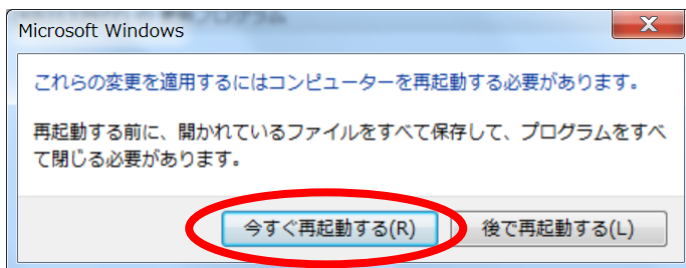 Microsoft Windows
これらの変更を適用するにはコンピューターを再起動する必要があります。
再起動する前に、開かれているファイルをすべて保存して、プログラムをすべ
て閉じる必要があります。
今すぐ再起動する(R)
後で再起動する(L)